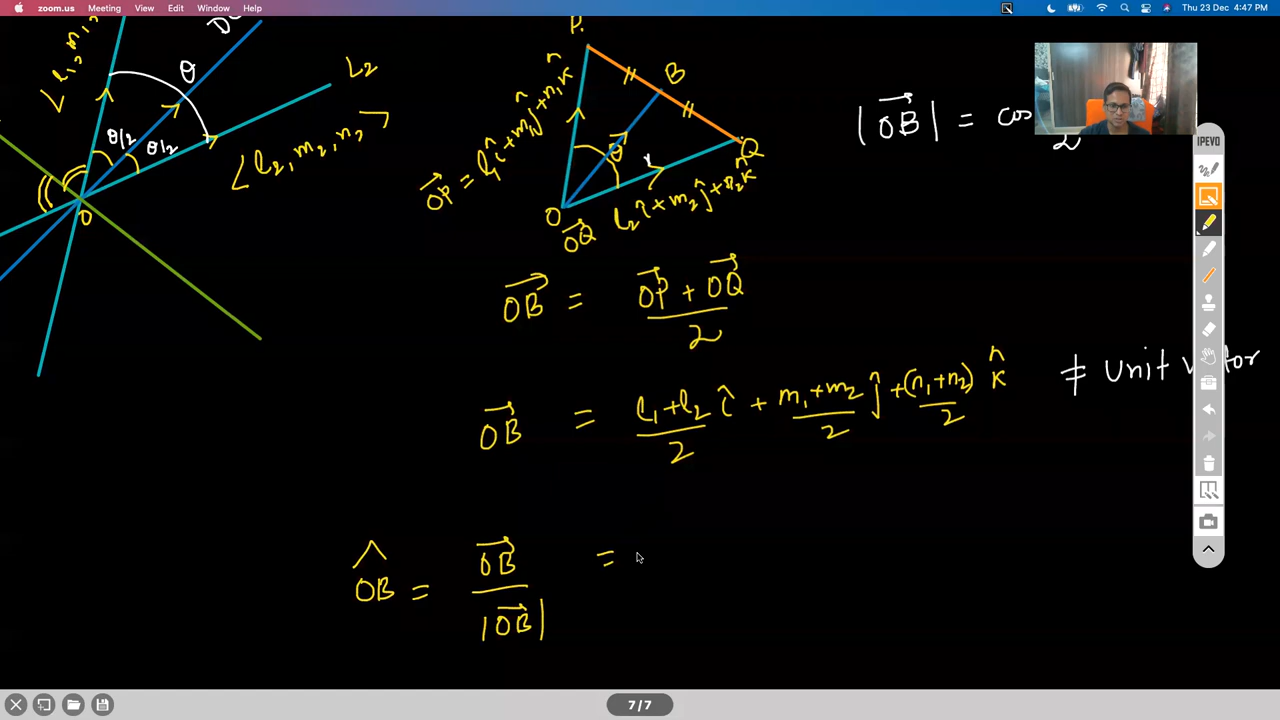 zoom.us Meeting View Edit Window Help Thu 23 Dec 4:47 PM
< l₁, m₁,
D
θ
L₂
θ/2
θ/2
< l₂, m₂, n₂ >
O
P
B
Q
O
θ
1
OP→ = l₁î + m₁ĵ + n₁k̂
OQ→
l₂î + m₂ĵ + n₂k̂
|OB→| = cos
2
IPEVO
OB→ = (OP→ + OQ→)/2
OB→ = (l₁+l₂)/2 î + (m₁+m₂)/2 ĵ + (n₁+n₂)/2 k̂ ≠ Unit
OB^ = OB→/|OB→| =
7/7